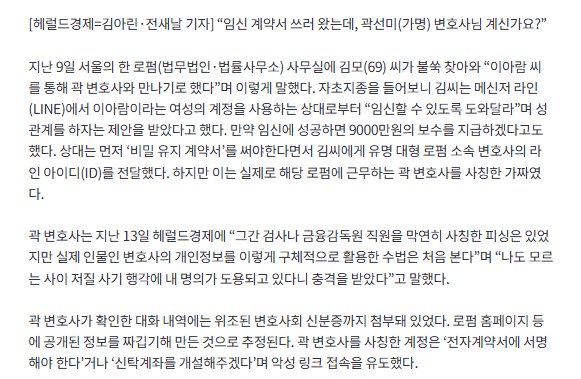 [헤럴드경제=김아린·전새날 기자] “임신 계약서 쓰러 왔는데, 곽선미(가명) 변호사님 계신가요?”
지난 9일 서울의 한 로펌(법무법인·법률사무소) 사무실에 김모(69) 씨가 불쑥 찾아와 “이아람 씨
를 통해 곽 변호사와 만나기로 했다”며 이렇게 말했다. 자초지종을 들어보니 김씨는 메신저 라인
(LINE)에서 이아람이라는 여성의 계정을 사용하는 상대로부터 “임신할 수 있도록 도와달라”며 성
관계를 하자는 제안을 받았다고 했다. 만약 임신에 성공하면 9000만원의 보수를 지급하겠다고도
했다. 상대는 먼저 ‘비밀 유지 계약서’를 써야한다면서 김씨에게 유명 대형 로펌 소속 변호사의 라
인 아이디(ID)를 전달했다. 하지만 이는 실제로 해당 로펌에 근무하는 곽 변호사를 사칭한 가짜였
다.
곽 변호사는 지난 13일 헤럴드경제에 “그간 검사나 금융감독원 직원을 막연히 사칭한 피싱은 있었
지만 실제 인물인 변호사의 개인정보를 이렇게 구체적으로 활용한 수법은 처음 본다”며 “나도 모르
는 사이 저질 사기 행각에 내 명의가 도용되고 있다니 충격을 받았다”고 말했다.
곽 변호사가 확인한 대화 내역에는 위조된 변호사회 신분증까지 첨부돼 있었다. 로펌 홈페이지 등
에 공개된 정보를 짜깁기해 만든 것으로 추정된다. 곽 변호사를 사칭한 계정은 ‘전자계약서에 서명
해야 한다’거나 ‘신탁계좌를 개설해주겠다’며 악성 링크 접속을 유도했다.